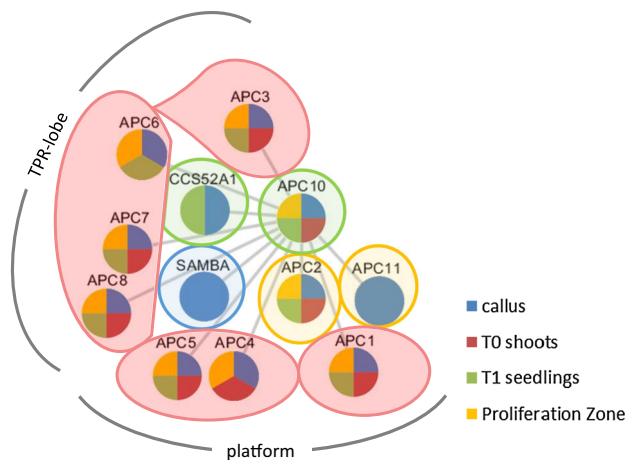 APC3
APC6
TPR-lobe
CCS52A1
APC10
APC7
SAMBA
APC2
APC11
APC8
callus
APC5
APC4
APC1
T0 shoots
T1 seedlings
Proliferation Zone
platform